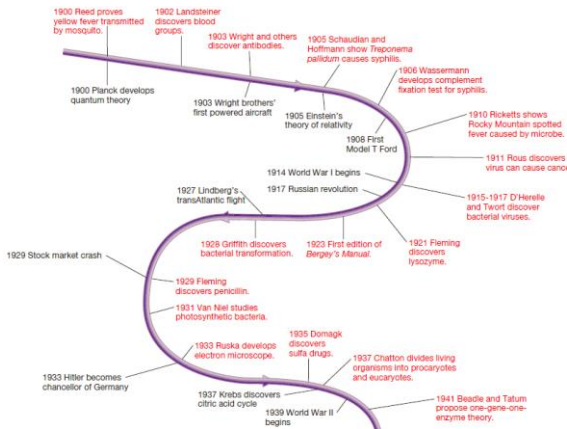 1900 Reed proves
yellow fever transmitted
by mosquito.
1902 Landsteiner
discovers blood
groups.
1903 Wright and others
discover antibodies.
1905 Schaudian and
Hoffmann show Treponema
pallidum causes syphilis.
1906 Wassermann
develops complement
fixation test for syphilis.
1900 Planck develops
quantum theory
1903 Wright brothers'
first powered aircraft
1905 Einstein's
theory of relativity
1908 First
Model T Ford
1910 Ricketts shows
Rocky Mountain spotted
fever caused by microbe.
1911 Rous discovers
virus can cause cance
1914 World War I begins
1917 Russian revolution
1915-1917 D'Herelle
and Twort discover
bacterial viruses.
1927 Lindberg's
transAtlantic flight
1928 Griffith discovers
bacterial transformation.
1923 First edition of
Bergey's Manual.
1921 Fleming
discovers
lysozyme.
1929 Stock market crash
1929 Fleming
discovers penicillin.
1931 Van Niel studies
photosynthetic bacteria.
1933 Ruska develops
electron microscope.
1935 Domagk
discovers
sulfa drugs.
1937 Chatton divides living
organisms into procaryotes
and eucaryotes.
1933 Hitler becomes
chancellor of Germany
1937 Krebs discovers
citric acid cycle
1939 World War II
begins
1941 Beadle and Tatum
propose one-gene-one-
enzyme theory.